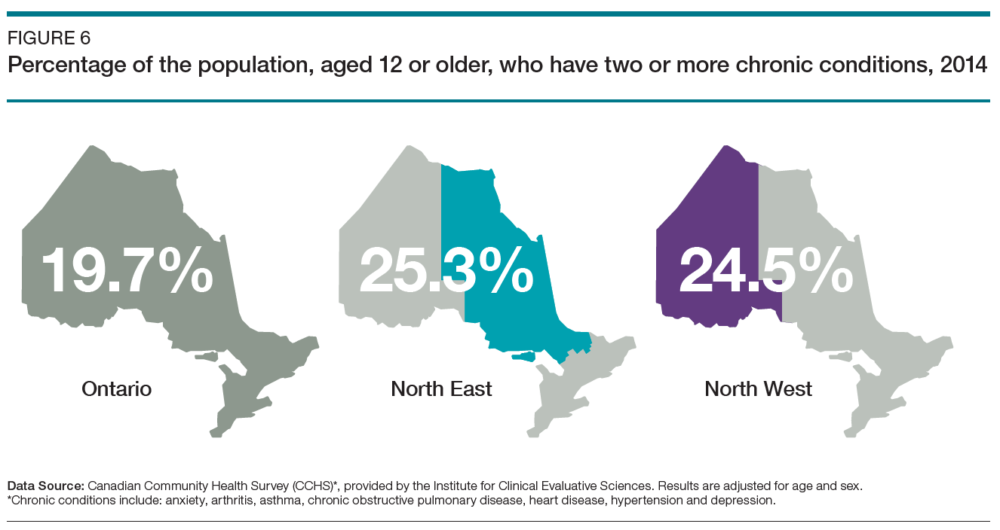 FIGURE 6
Percentage of the population, aged 12 or older, who have two or more chronic conditions, 2014
19.7%
25.3%
24.5%
Ontario
North East
North West
Data Source: Canadian Community Health Survey (CCHS)*, provided by the Institute for Clinical Evaluative Sciences. Results are adjusted for age and sex.
*Chronic conditions include: anxiety, arthritis, asthma, chronic obstructive pulmonary disease, heart disease, hypertension and depression.